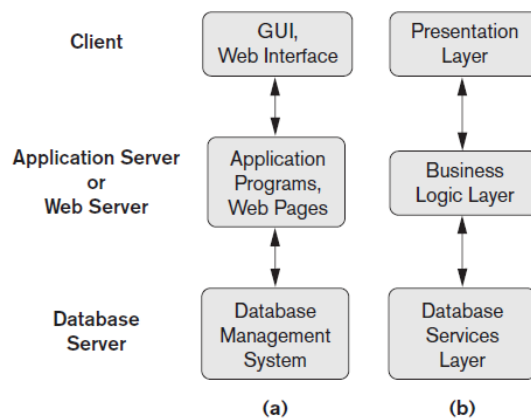 Client
GUI,
Web Interface
Presentation
Layer
Application Server
or
Web Server
Application
Programs,
Web Pages
Business
Logic Layer
Database
Server
Database
Management
System
Database
Services
Layer
(a)
(b)